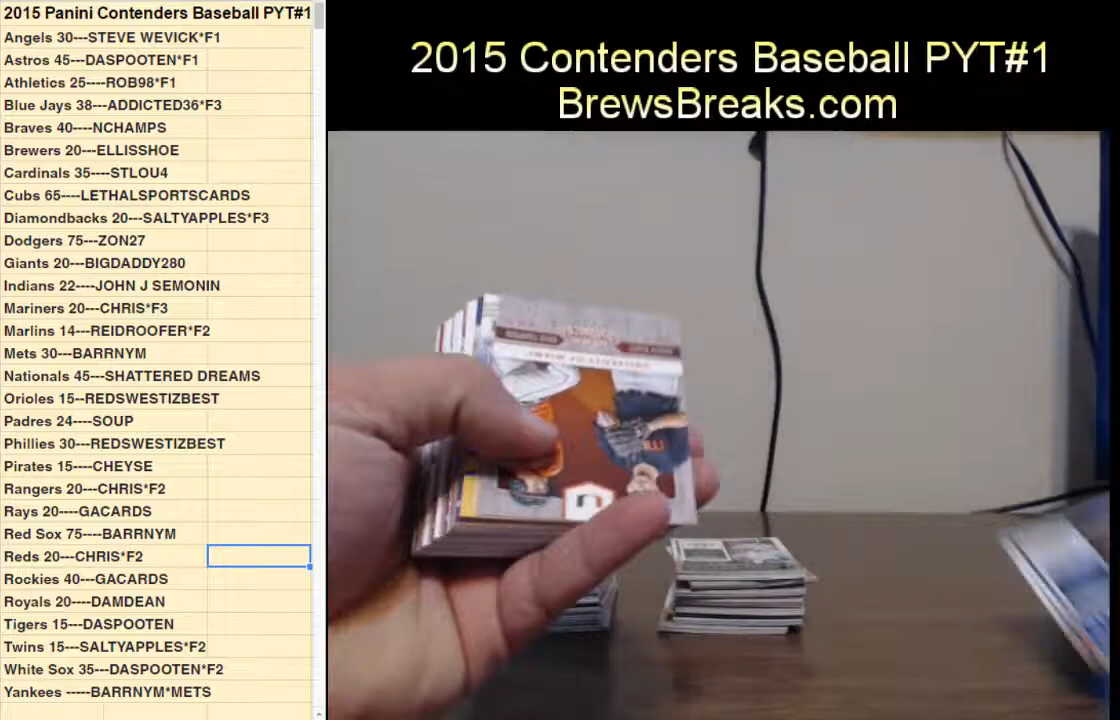 2015 Panini Contenders Baseball PYT#1
Angels 30---STEVE WEVICK*F1
Astros 45----DASPOOTEN*F1
Athletics 25----ROB98*F1
Blue Jays 38---ADDICTED36*F3
Braves 40----NCHAMPS
Brewers 20---ELLISSHOE
Cardinals 35----STLOU4
Cubs 65----LETHALSPORTSCARDS
Diamondbacks 20---SALTYAPPLES*F3
Dodgers 75---ZON27
Giants 20---BIGDADDY280
Indians 22----JOHN J SEMONIN
Mariners 20---CHRIS*F3
Marlins 14---REIDROOFER*F2
Mets 30---BARRNYM
Nationals 45---SHATTERED DREAMS
Orioles 15--REDSWESTIZBEST
Padres 24----SOUP
Phillies 30---REDSWESTIZBEST
Pirates 15----CHEYSE
Rangers 20---CHRIS*F2
Rays 20----GACARDS
Red Sox 75----BARRNYM
Reds 20---CHRIS*F2
Rockies 40---GACARDS
Royals 20----DAMDEAN
Tigers 15---DASPOOTEN
Twins 15---SALTYAPPLES*F2
White Sox 35---DASPOOTEN*F2
Yankees -----BARRNYM*METS
2015 Contenders Baseball PYT#1
BrewsBreaks.com